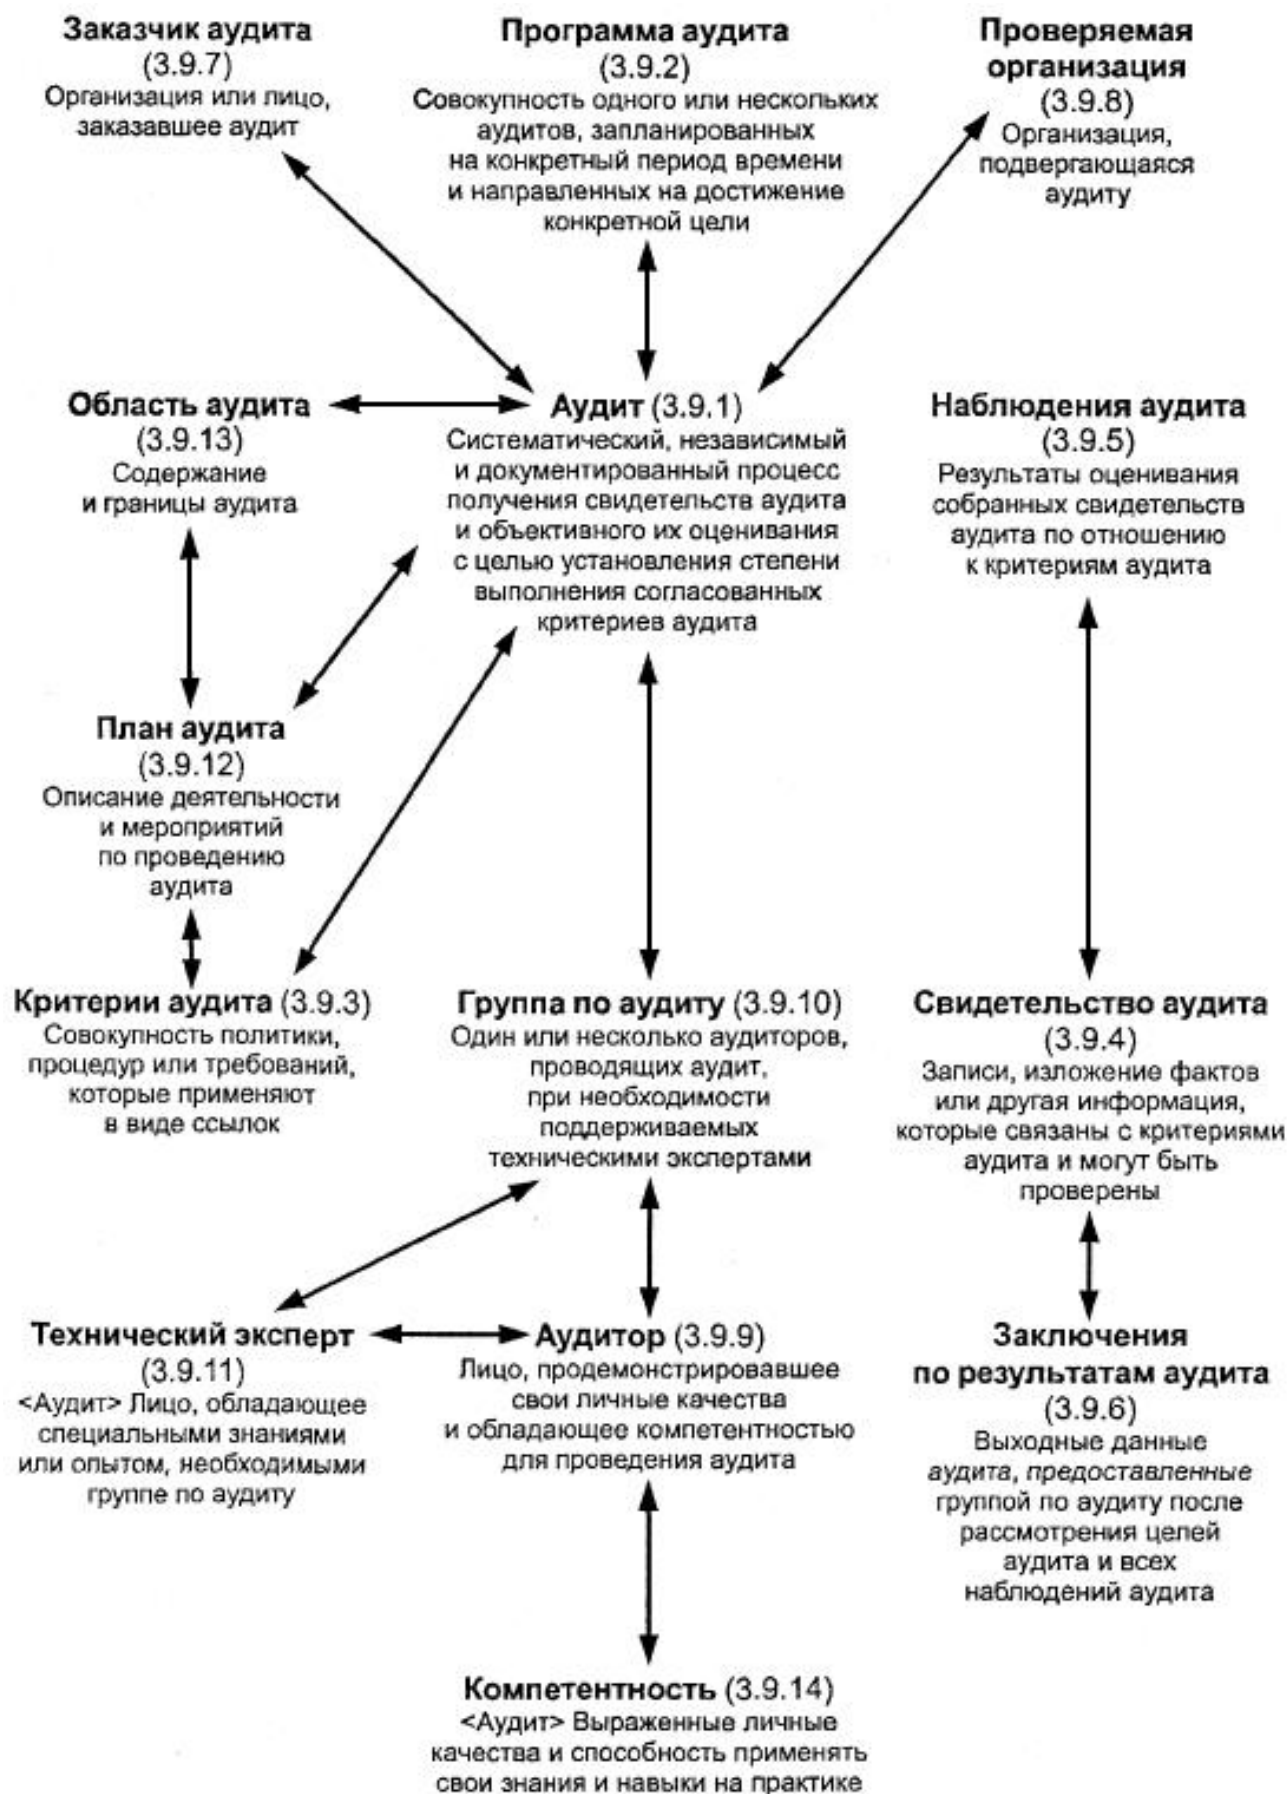 Заказчик аудита
(3.9.7)
Организация или лицо,
заказавшее аудит
Программа аудита
(3.9.2)
Совокупность одного или нескольких
аудитов, запланированных
на конкретный период времени
и направленных на достижение
конкретной цели
Проверяемая
организация
(3.9.8)
Организация,
подвергающаяся
аудиту
Область аудита
(3.9.13)
Содержание
и границы аудита
Аудит (3.9.1)
Систематический, независимый
и документированный процесс
получения свидетельств аудита
и объективного их оценивания
с целью установления степени
выполнения согласованных
критериев аудита
Наблюдения аудита
(3.9.5)
Результаты оценивания
собранных свидетельств
аудита по отношению
к критериям аудита
План аудита
(3.9.12)
Описание деятельности
и мероприятий
по проведению
аудита
Критерии аудита (3.9.3)
Совокупность политики,
процедур или требований,
которые применяют
в виде ссылок
Группа по аудиту (3.9.10)
Один или несколько аудиторов,
проводящих аудит,
при необходимости
поддерживаемых
техническими экспертами
Свидетельство аудита
(3.9.4)
Записи, изложение фактов
или другая информация,
которые связаны с критериями
аудита и могут быть
проверены
Технический эксперт
(3.9.11)
<Аудит> Лицо, обладающее
специальными знаниями
или опытом, необходимыми
группе по аудиту
Аудитор (3.9.9)
Лицо, продемонстрировавшее
свои личные качества
и обладающее компетентностью
для проведения аудита
Заключения
по результатам аудита
(3.9.6)
Выходные данные
аудита, предоставленные
группой по аудиту после
рассмотрения целей
аудита и всех
наблюдений аудита
Компетентность (3.9.14)
<Аудит> Выраженные личные
качества и способность применять
свои знания и навыки на практике